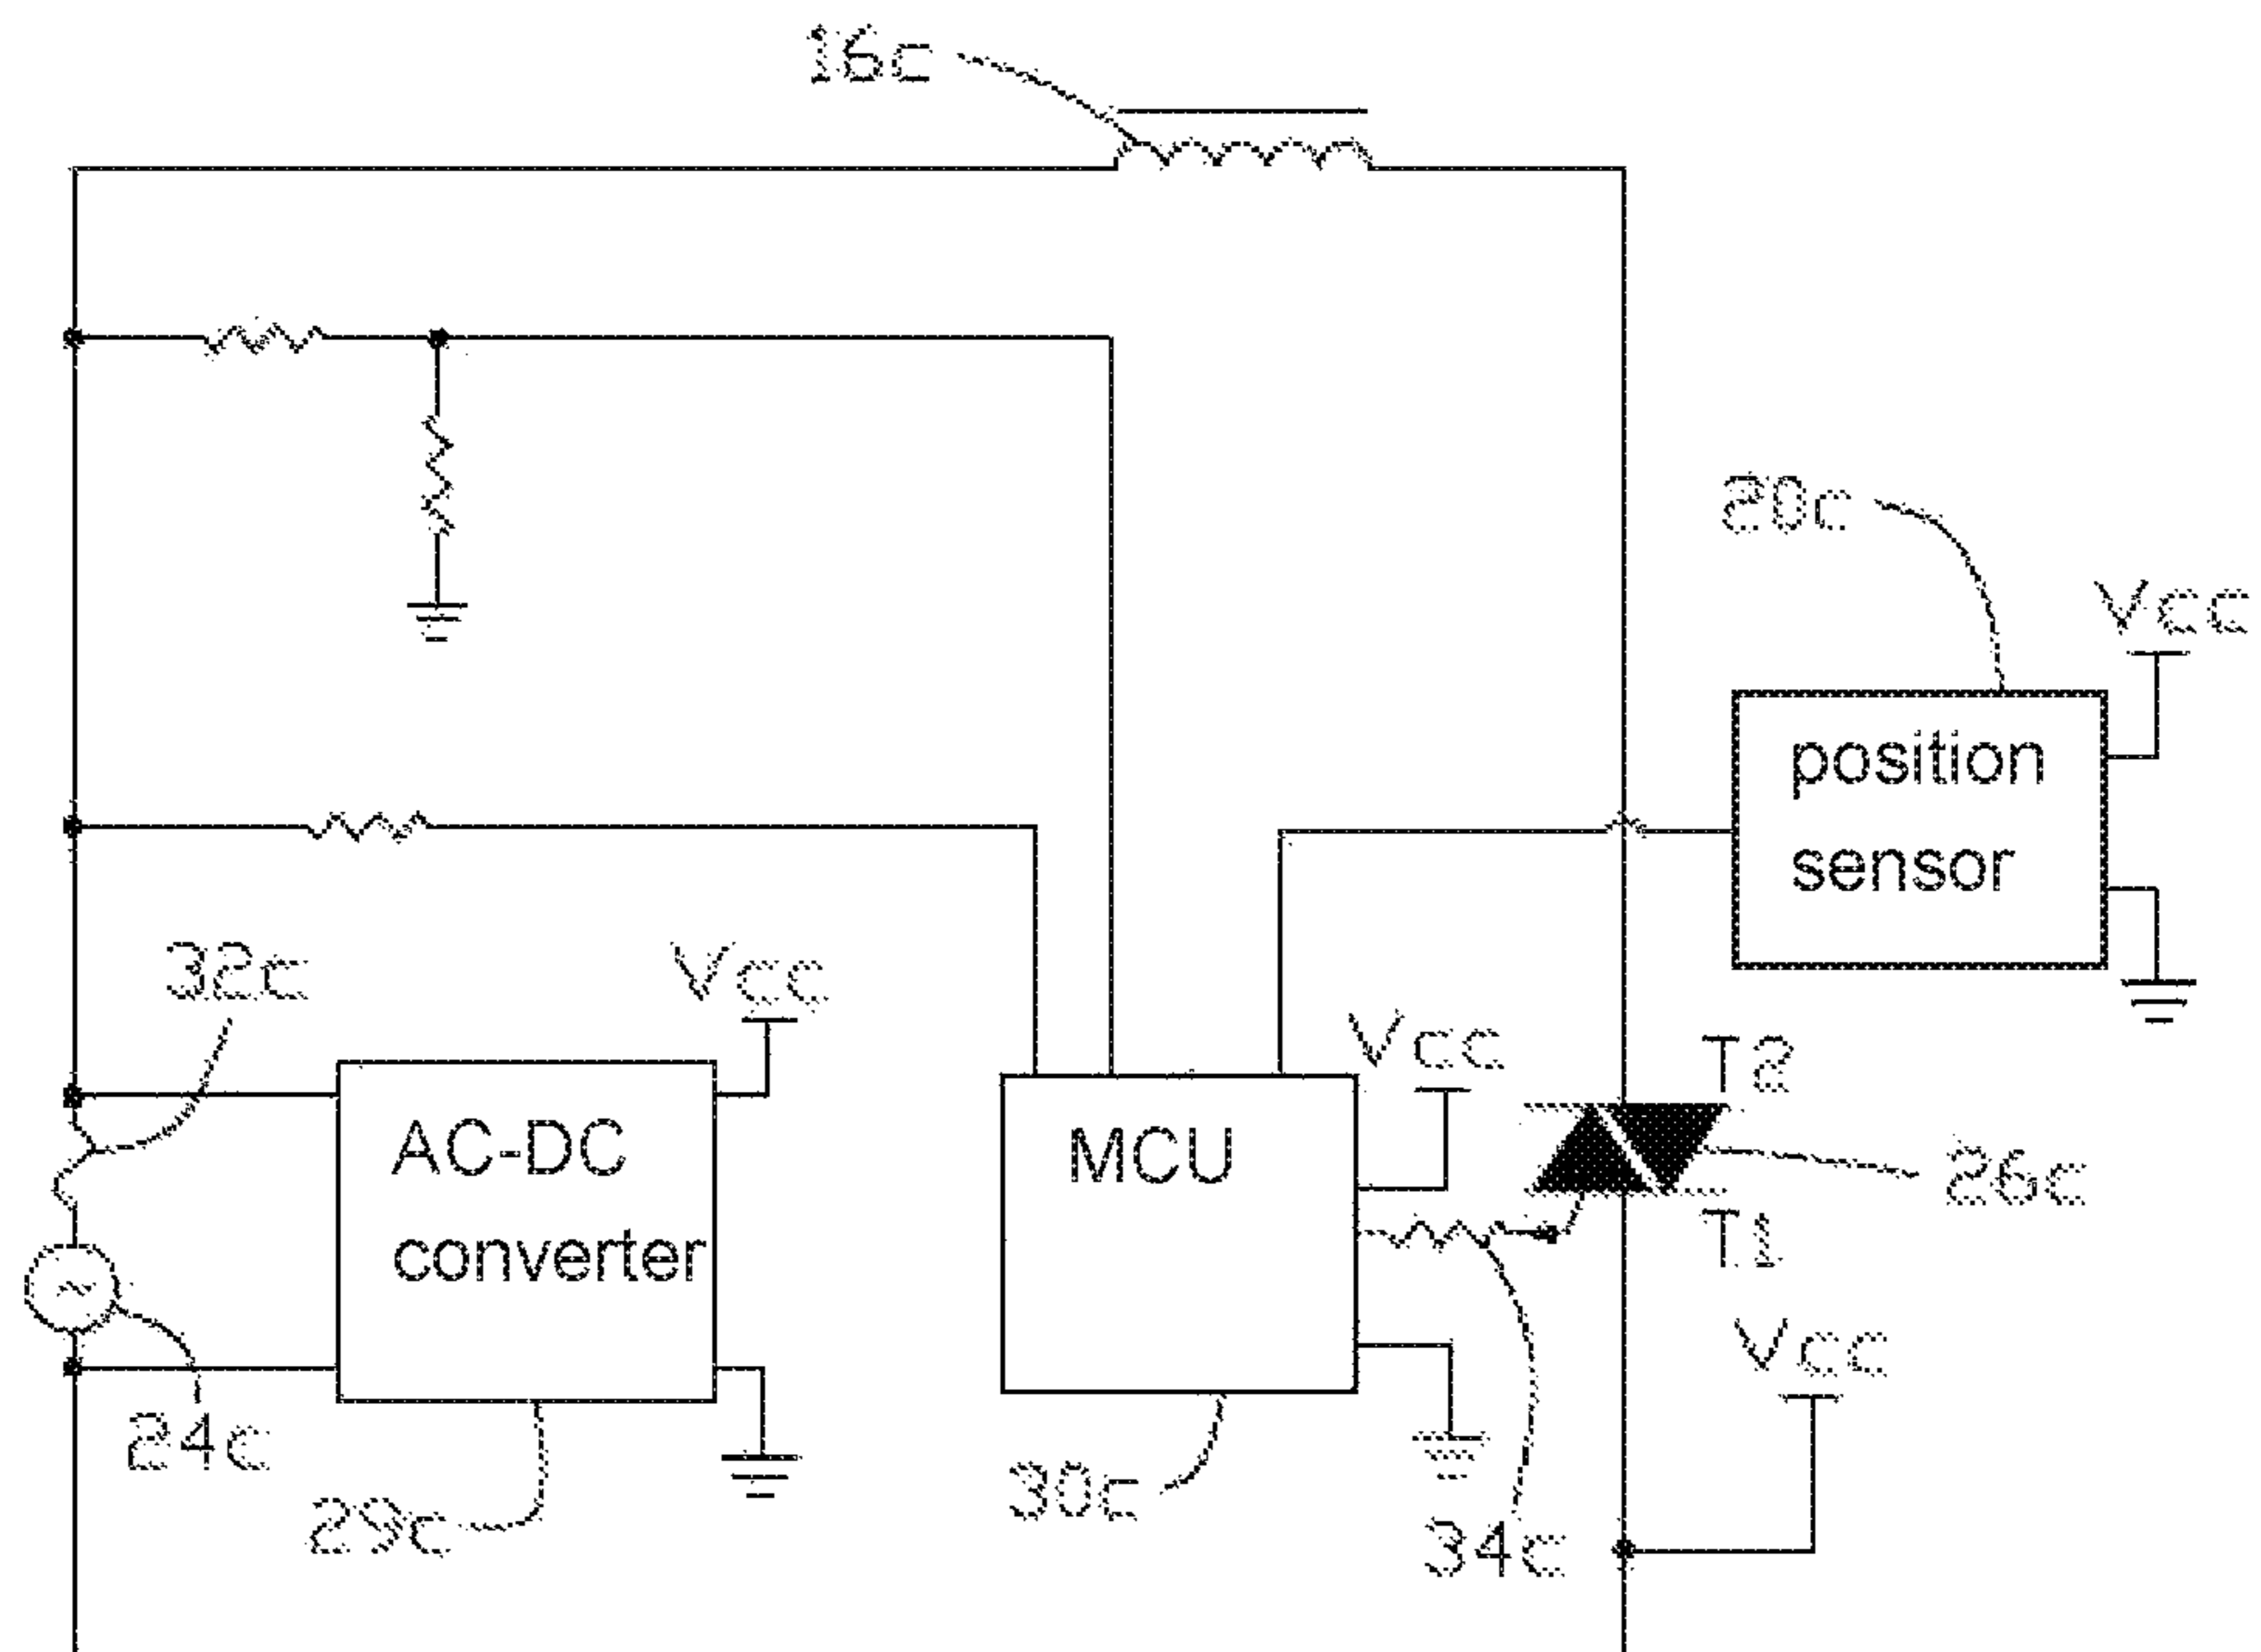 16c
20c
Vcc
position
sensor
32c
Vcc
Vcc
T2
AC-DC
converter
MCU
26c
T1
Vcc
24c
29c
30c
34c
~